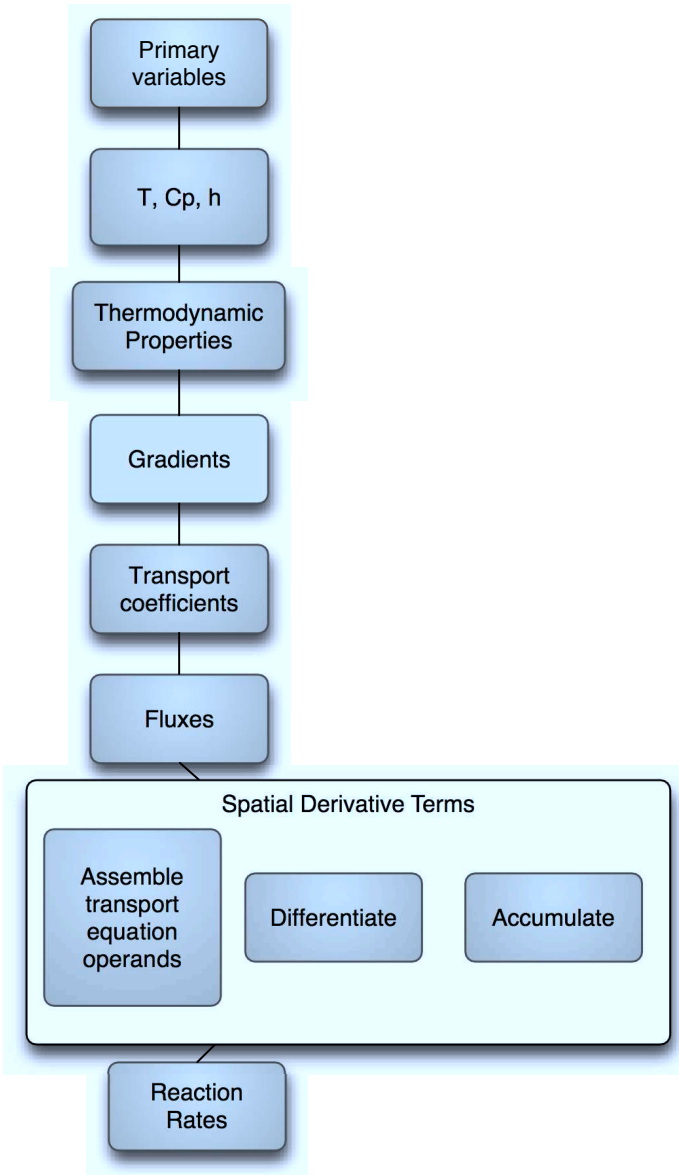 Primary
variables
T, Cp, h
Thermodynamic
Properties
Gradients
Transport
coefficients
Fluxes
Spatial Derivative Terms
Assemble
transport
equation
operands
Differentiate
Accumulate
Reaction
Rates